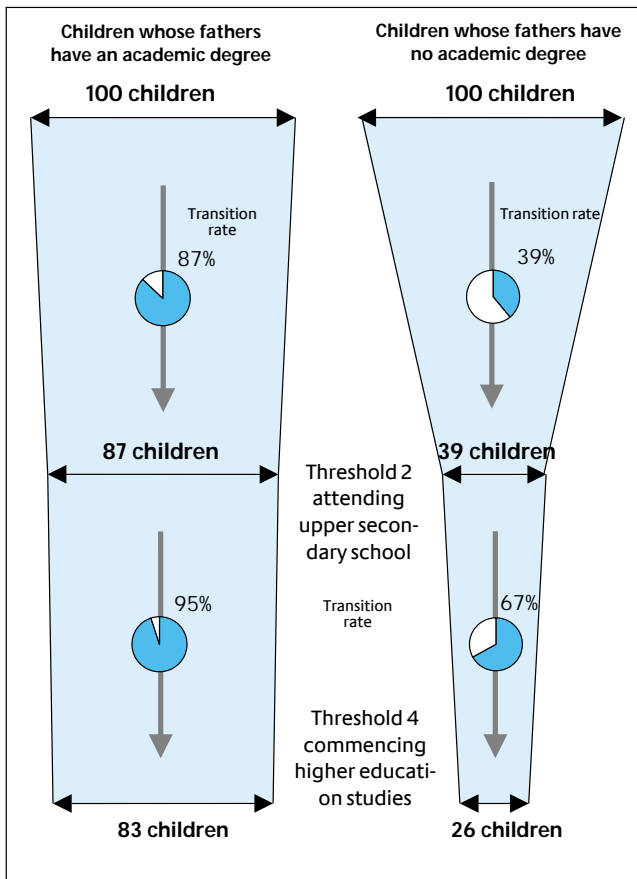 Children whose fathers
have an academic degree
Children whose fathers have
no academic degree
100 children
100 children
Transition
rate
87%
Transition rate
39%
87 children
39 children
Threshold 2
attending
upper secon-
dary school
95%
Transition
rate
67%
Threshold 4
commencing
higher educati-
on studies
83 children
26 children